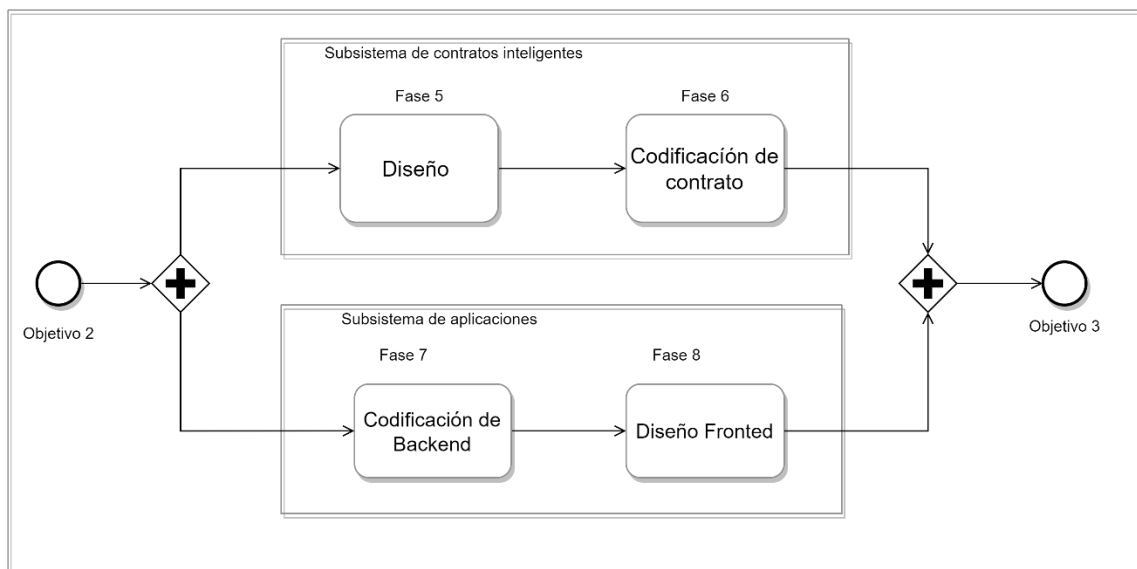 Subsistema de contratos inteligentes
Fase 5
Fase 6
Diseño
Codificacíón de
contrato
Objetivo 2
Objetivo 3
Subsistema de aplicaciones
Fase 7
Fase 8
Codificación de
Backend
Diseño Fronted